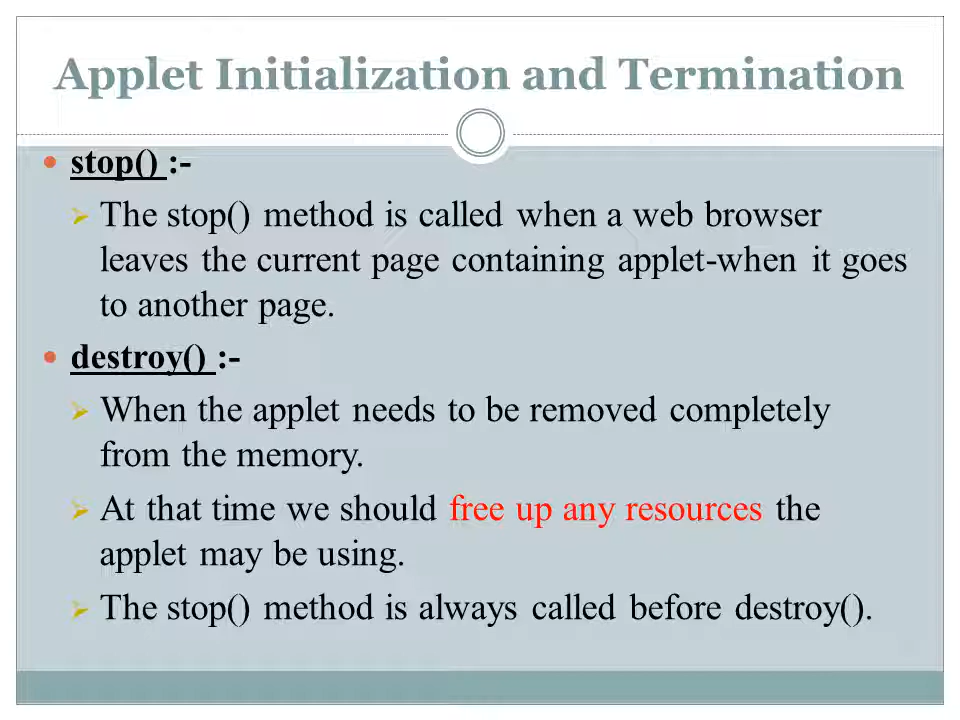 Applet Initialization and Termination
stop() :-
The stop() method is called when a web browser
leaves the current page containing applet-when it goes
to another page.
destroy() :-
When the applet needs to be removed completely
from the memory.
At that time we should free up any resources the
applet may be using.
The stop() method is always called before destroy().